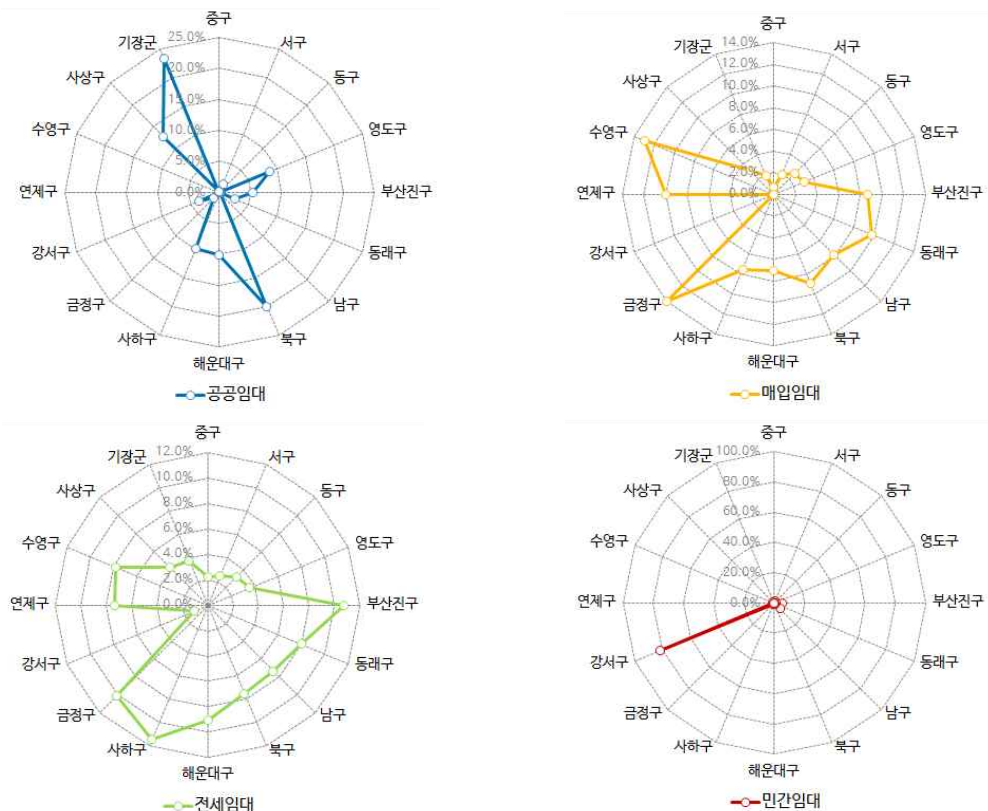 중구
서구
동구
영도구
부산진구
동래구
남구
북구
해운대구
사하구
금정구
강서구
연제구
수영구
사상구
기장군
25.0%
20.0%
15.0%
10.0%
5.0%
0.0%
공공임대
중구
서구
동구
영도구
부산진구
동래구
남구
북구
해운대구
사하구
금정구
강서구
연제구
수영구
사상구
기장군
14.0%
12.0%
10.0%
8.0%
6.0%
4.0%
2.0%
0.0%
매입임대
중구
서구
동구
영도구
부산진구
동래구
남구
북구
해운대구
사하구
금정구
강서구
연제구
수영구
사상구
기장군
12.0%
10.0%
8.0%
6.0%
4.0%
2.0%
0.0%
전세임대
중구
서구
동구
영도구
부산진구
동래구
남구
북구
해운대구
사하구
금정구
강서구
연제구
수영구
사상구
기장군
100.0%
80.0%
60.0%
40.0%
20.0%
0.0%
민간임대